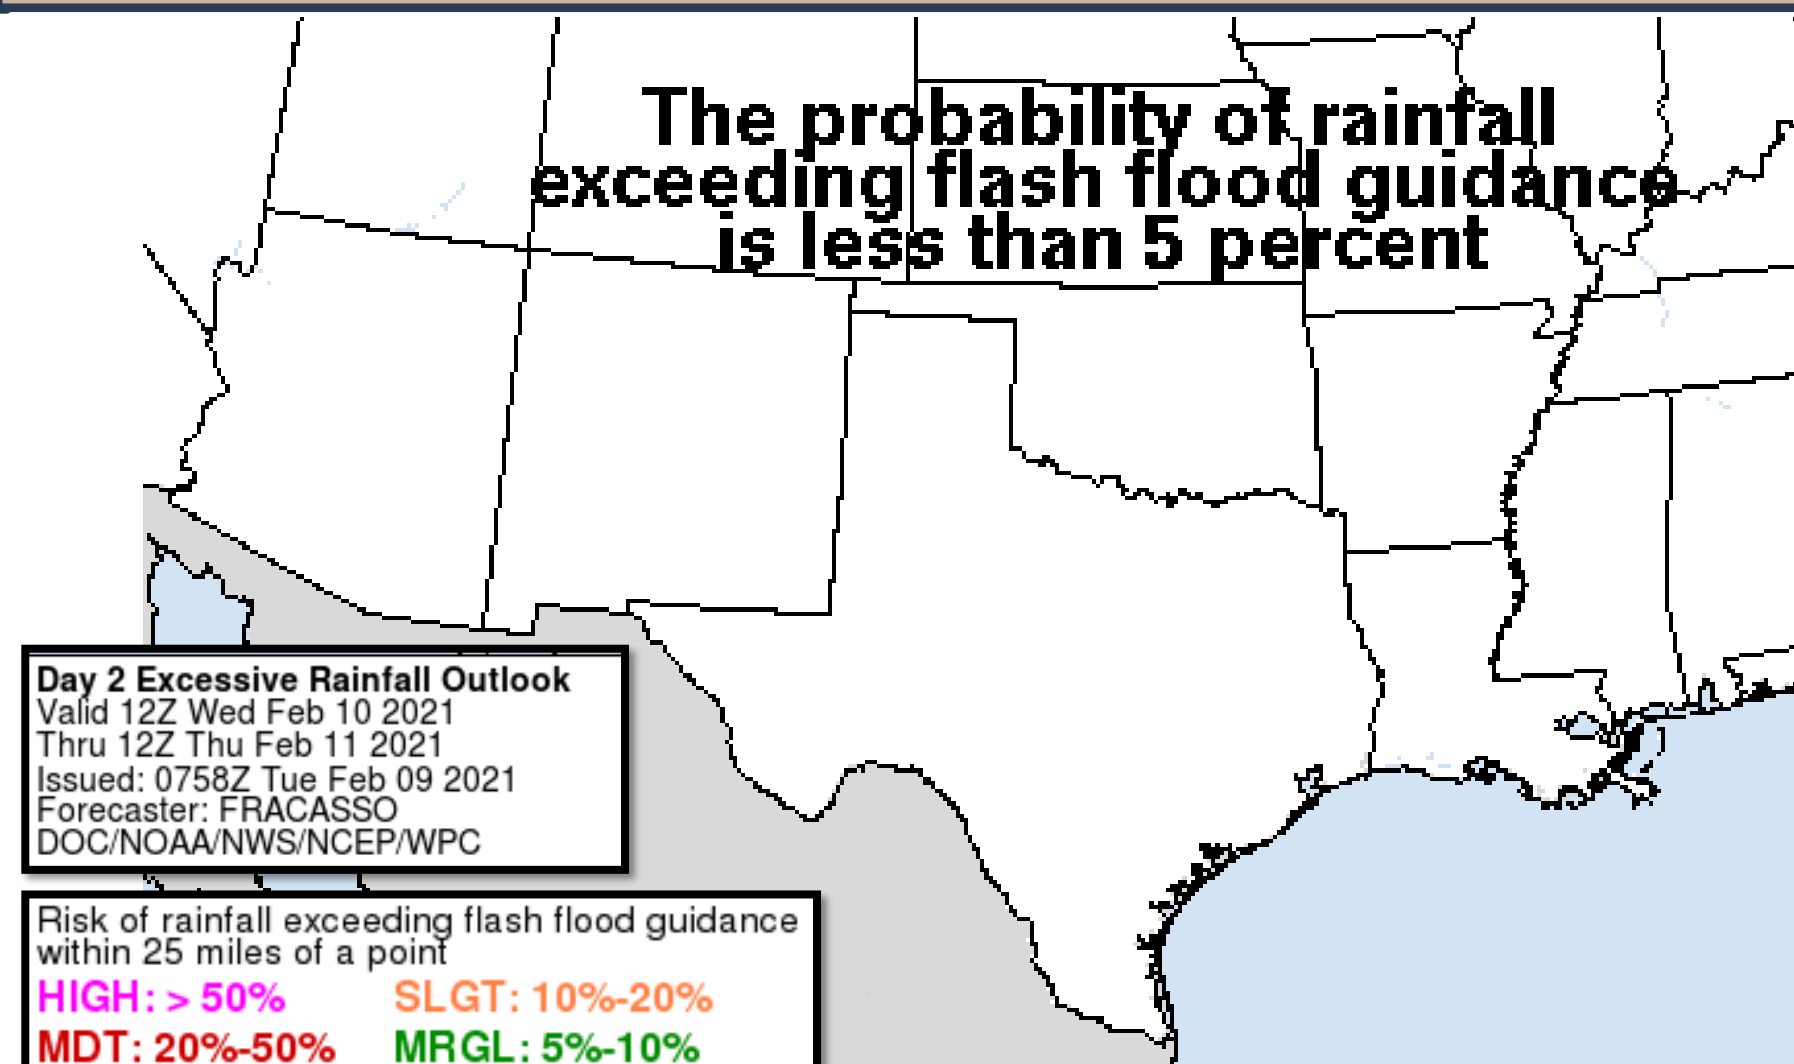 The probability of rainfall
exceeding flash flood guidance
is less than 5 percent
Day 2 Excessive Rainfall Outlook
Valid 12Z Wed Feb 10 2021
Thru 12Z Thu Feb 11 2021
Issued: 0758Z Tue Feb 09 2021
Forecaster: FRACASSO
DOC/NOAA/NWS/NCEP/WPC
Risk of rainfall exceeding flash flood guidance
within 25 miles of a point
HIGH: > 50% SLGT: 10%-20%
MDT: 20%-50% MRGL: 5%-10%